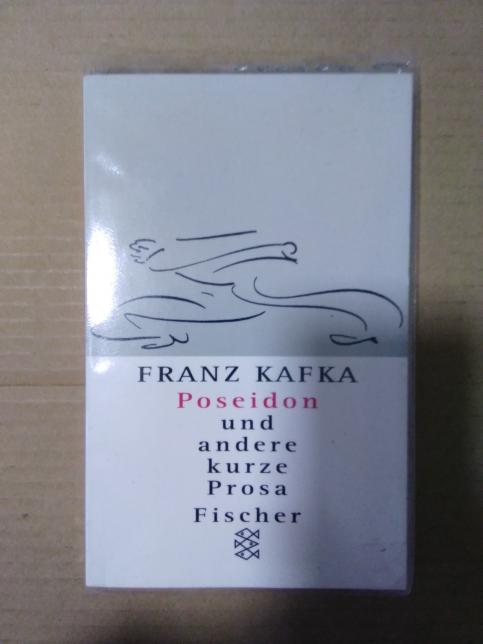 FRANZ KAFKA
Poseidon
und
andere
kurze
Prosa
Fischer